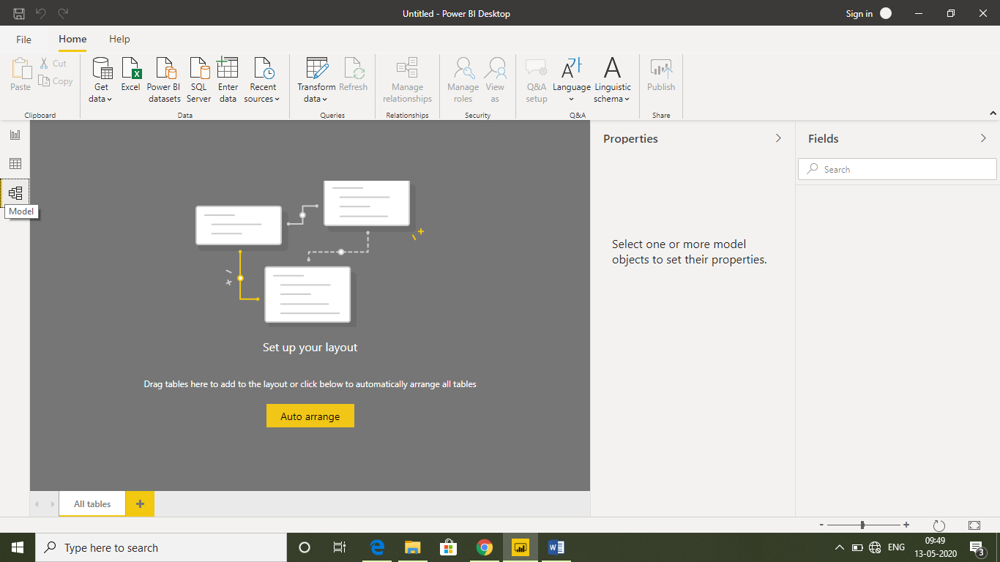 Untitled - Power BI Desktop
Sign in
File
Home
Help
Paste
Cut
Copy
Clipboard
Get data
Excel
Power BI datasets
SQL Server
Enter data
Recent sources
Data
Transform data
Refresh
Queries
Manage relationships
Relationships
Manage roles
View as
Security
Q&A setup
Language
Linguistic schema
Q&A
Publish
Share
Model
Set up your layout
Drag tables here to add to the layout or click below to automatically arrange all tables
Auto arrange
Properties
Select one or more model
objects to set their properties.
Fields
Search
All tables
Type here to search
ENG
09:49
13-05-2020
3